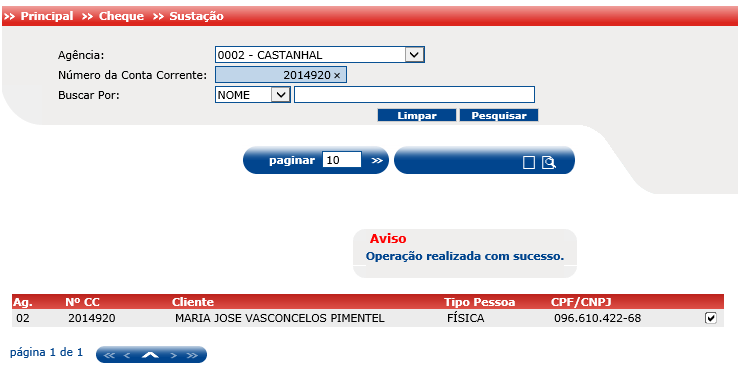 >> Principal >> Cheque >> Sustação
Agência: 0002 - CASTANHAL
Número da Conta Corrente: 2014920 ×
Buscar Por: NOME
Limpar Pesquisar
paginar 10 >>
Aviso
Operação realizada com sucesso.
Ag. Nº CC Cliente Tipo Pessoa CPF/CNPJ
02 2014920 MARIA JOSE VASCONCELOS PIMENTEL FÍSICA 096.610.422-68
página 1 de 1 << < > >>